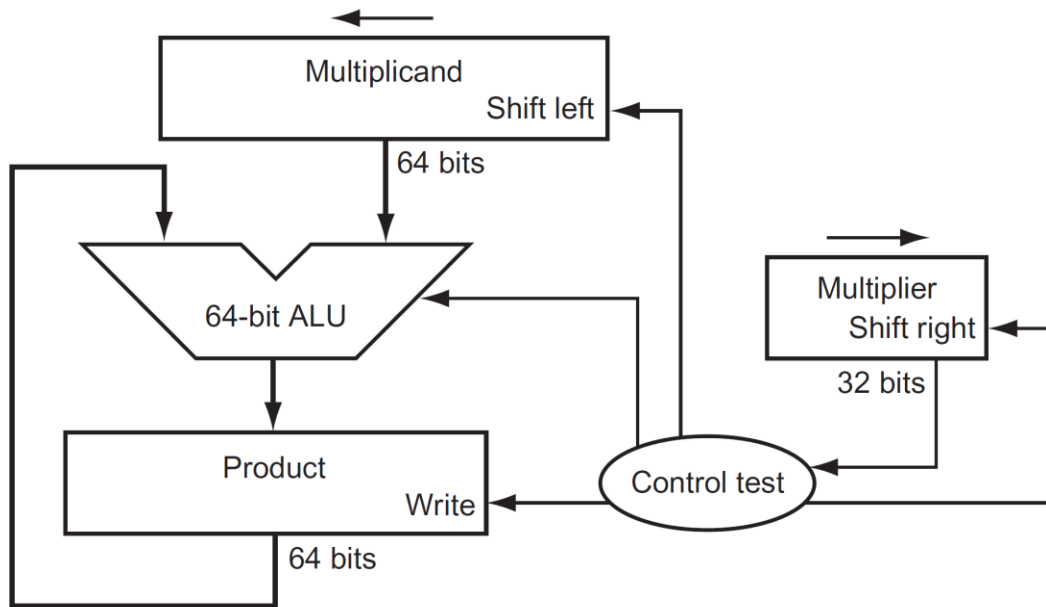 Multiplicand
Shift left
64 bits
64-bit ALU
Multiplier
Shift right
32 bits
Product
Write
Control test
64 bits